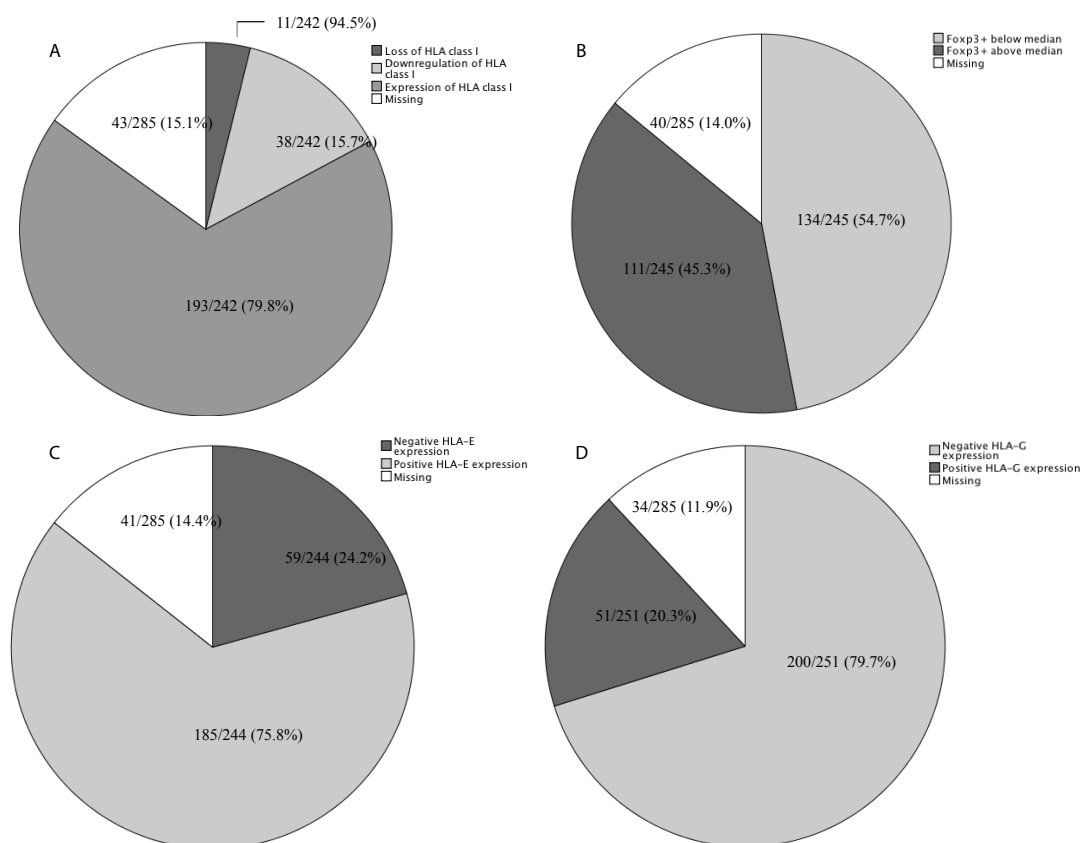 A
11/242 (94.5%)
Loss of HLA class I
Downregulation of HLA
class I
Expression of HLA class I
Missing
43/285 (15.1%)
38/242 (15.7%)
193/242 (79.8%)
B
Foxp3+ below median
Foxp3+ above median
Missing
40/285 (14.0%)
134/245 (54.7%)
111/245 (45.3%)
C
Negative HLA-E
expression
Positive HLA-E expression
Missing
41/285 (14.4%)
59/244 (24.2%)
185/244 (75.8%)
D
Negative HLA-G
expression
Positive HLA-G expression
Missing
34/285 (11.9%)
51/251 (20.3%)
200/251 (79.7%)